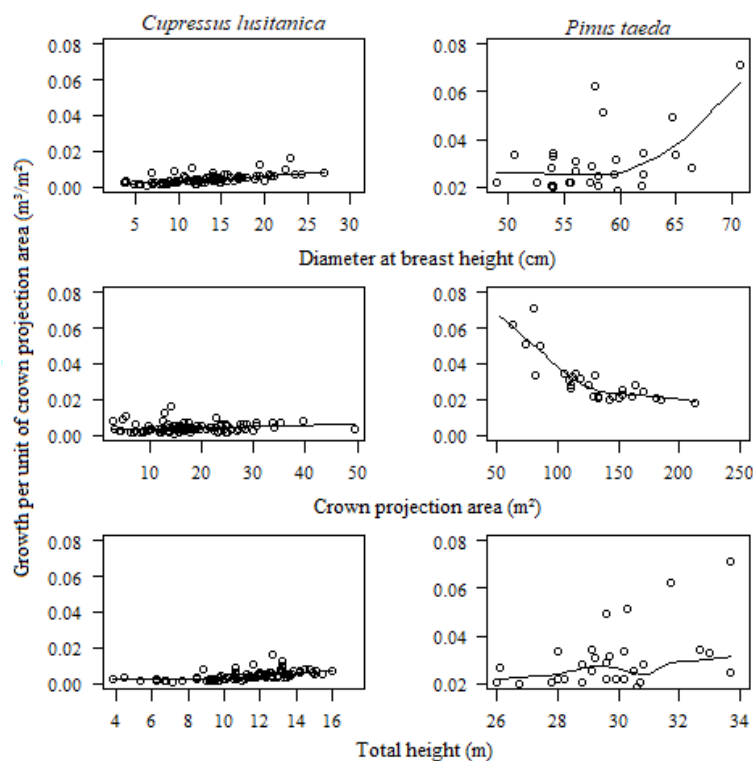 Cupressus lusitanica
Pinus taeda
Growth per unit of crown projection area (m³/m²)
0.08
0.06
0.04
0.02
0.00
5 10 15 20 25 30
0.08
0.06
0.04
0.02
50 55 60 65 70
Diameter at breast height (cm)
0.08
0.06
0.04
0.02
0.00
10 20 30 40 50
0.08
0.06
0.04
0.02
0.00
50 100 150 200 250
Crown projection area (m²)
0.08
0.06
0.04
0.02
0.00
4 6 8 10 12 14 16
0.08
0.06
0.04
0.02
26 28 30 32 34
Total height (m)